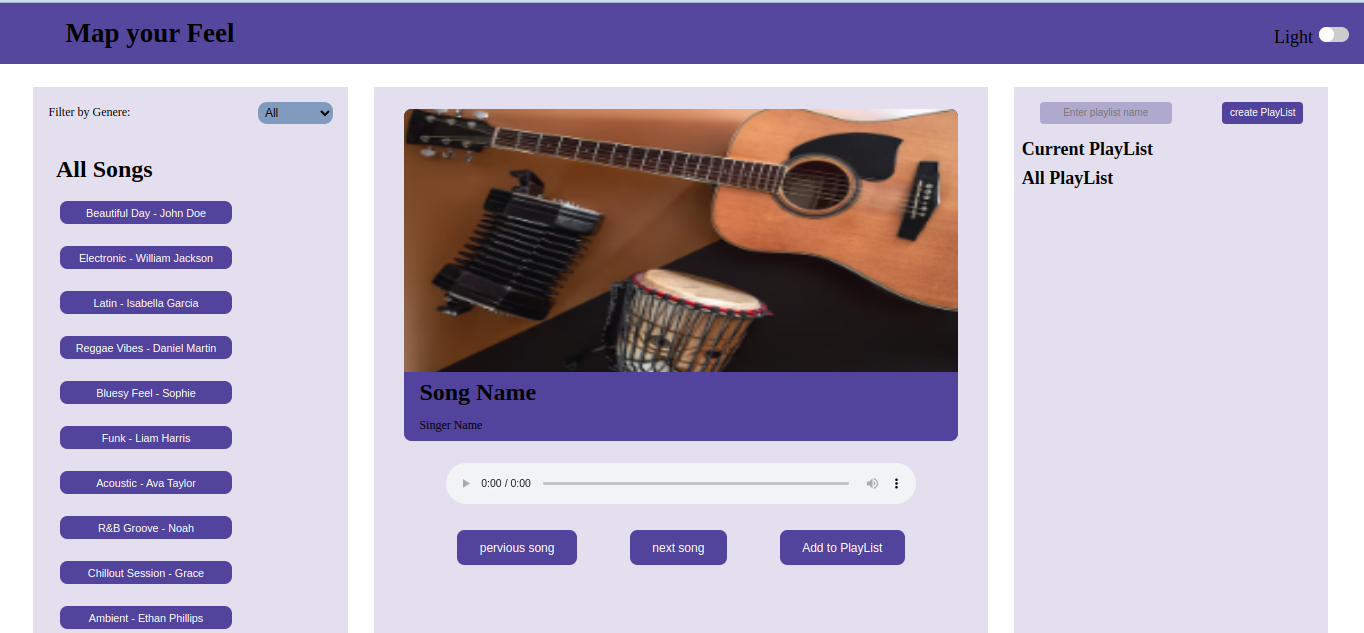 Map your Feel
Light
Filter by Genere:
All
All Songs
Beautiful Day - John Doe
Electronic - William Jackson
Latin - Isabella Garcia
Reggae Vibes - Daniel Martin
Bluesy Feel - Sophie
Funk - Liam Harris
Acoustic - Ava Taylor
R&B Groove - Noah
Chillout Session - Grace
Ambient - Ethan Phillips
Song Name
Singer Name
0:00 / 0:00
pervious song
next song
Add to PlayList
Enter playlist name
create PlayList
Current PlayList
All PlayList